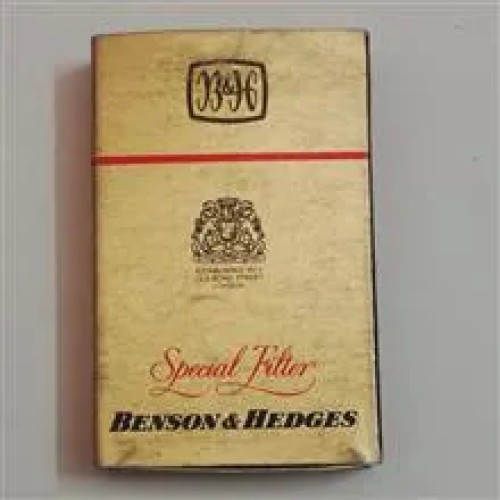 B&H
Special Filter
BENSON & HEDGES